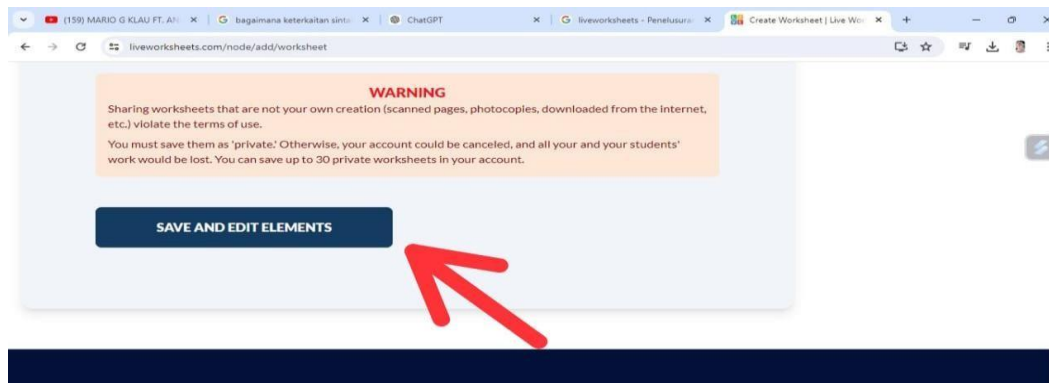 (159) MARIO G KLAU FT. AN
bagaimana keterkaitan sinta
ChatGPT
liveworksheets - Penelusura
Create Worksheet | Live Wor
liveworksheets.com/node/add/worksheet
WARNING
Sharing worksheets that are not your own creation (scanned pages, photocopies, downloaded from the internet,
etc.) violate the terms of use.
You must save them as 'private.' Otherwise, your account could be canceled, and all your and your students'
work would be lost. You can save up to 30 private worksheets in your account.
SAVE AND EDIT ELEMENTS